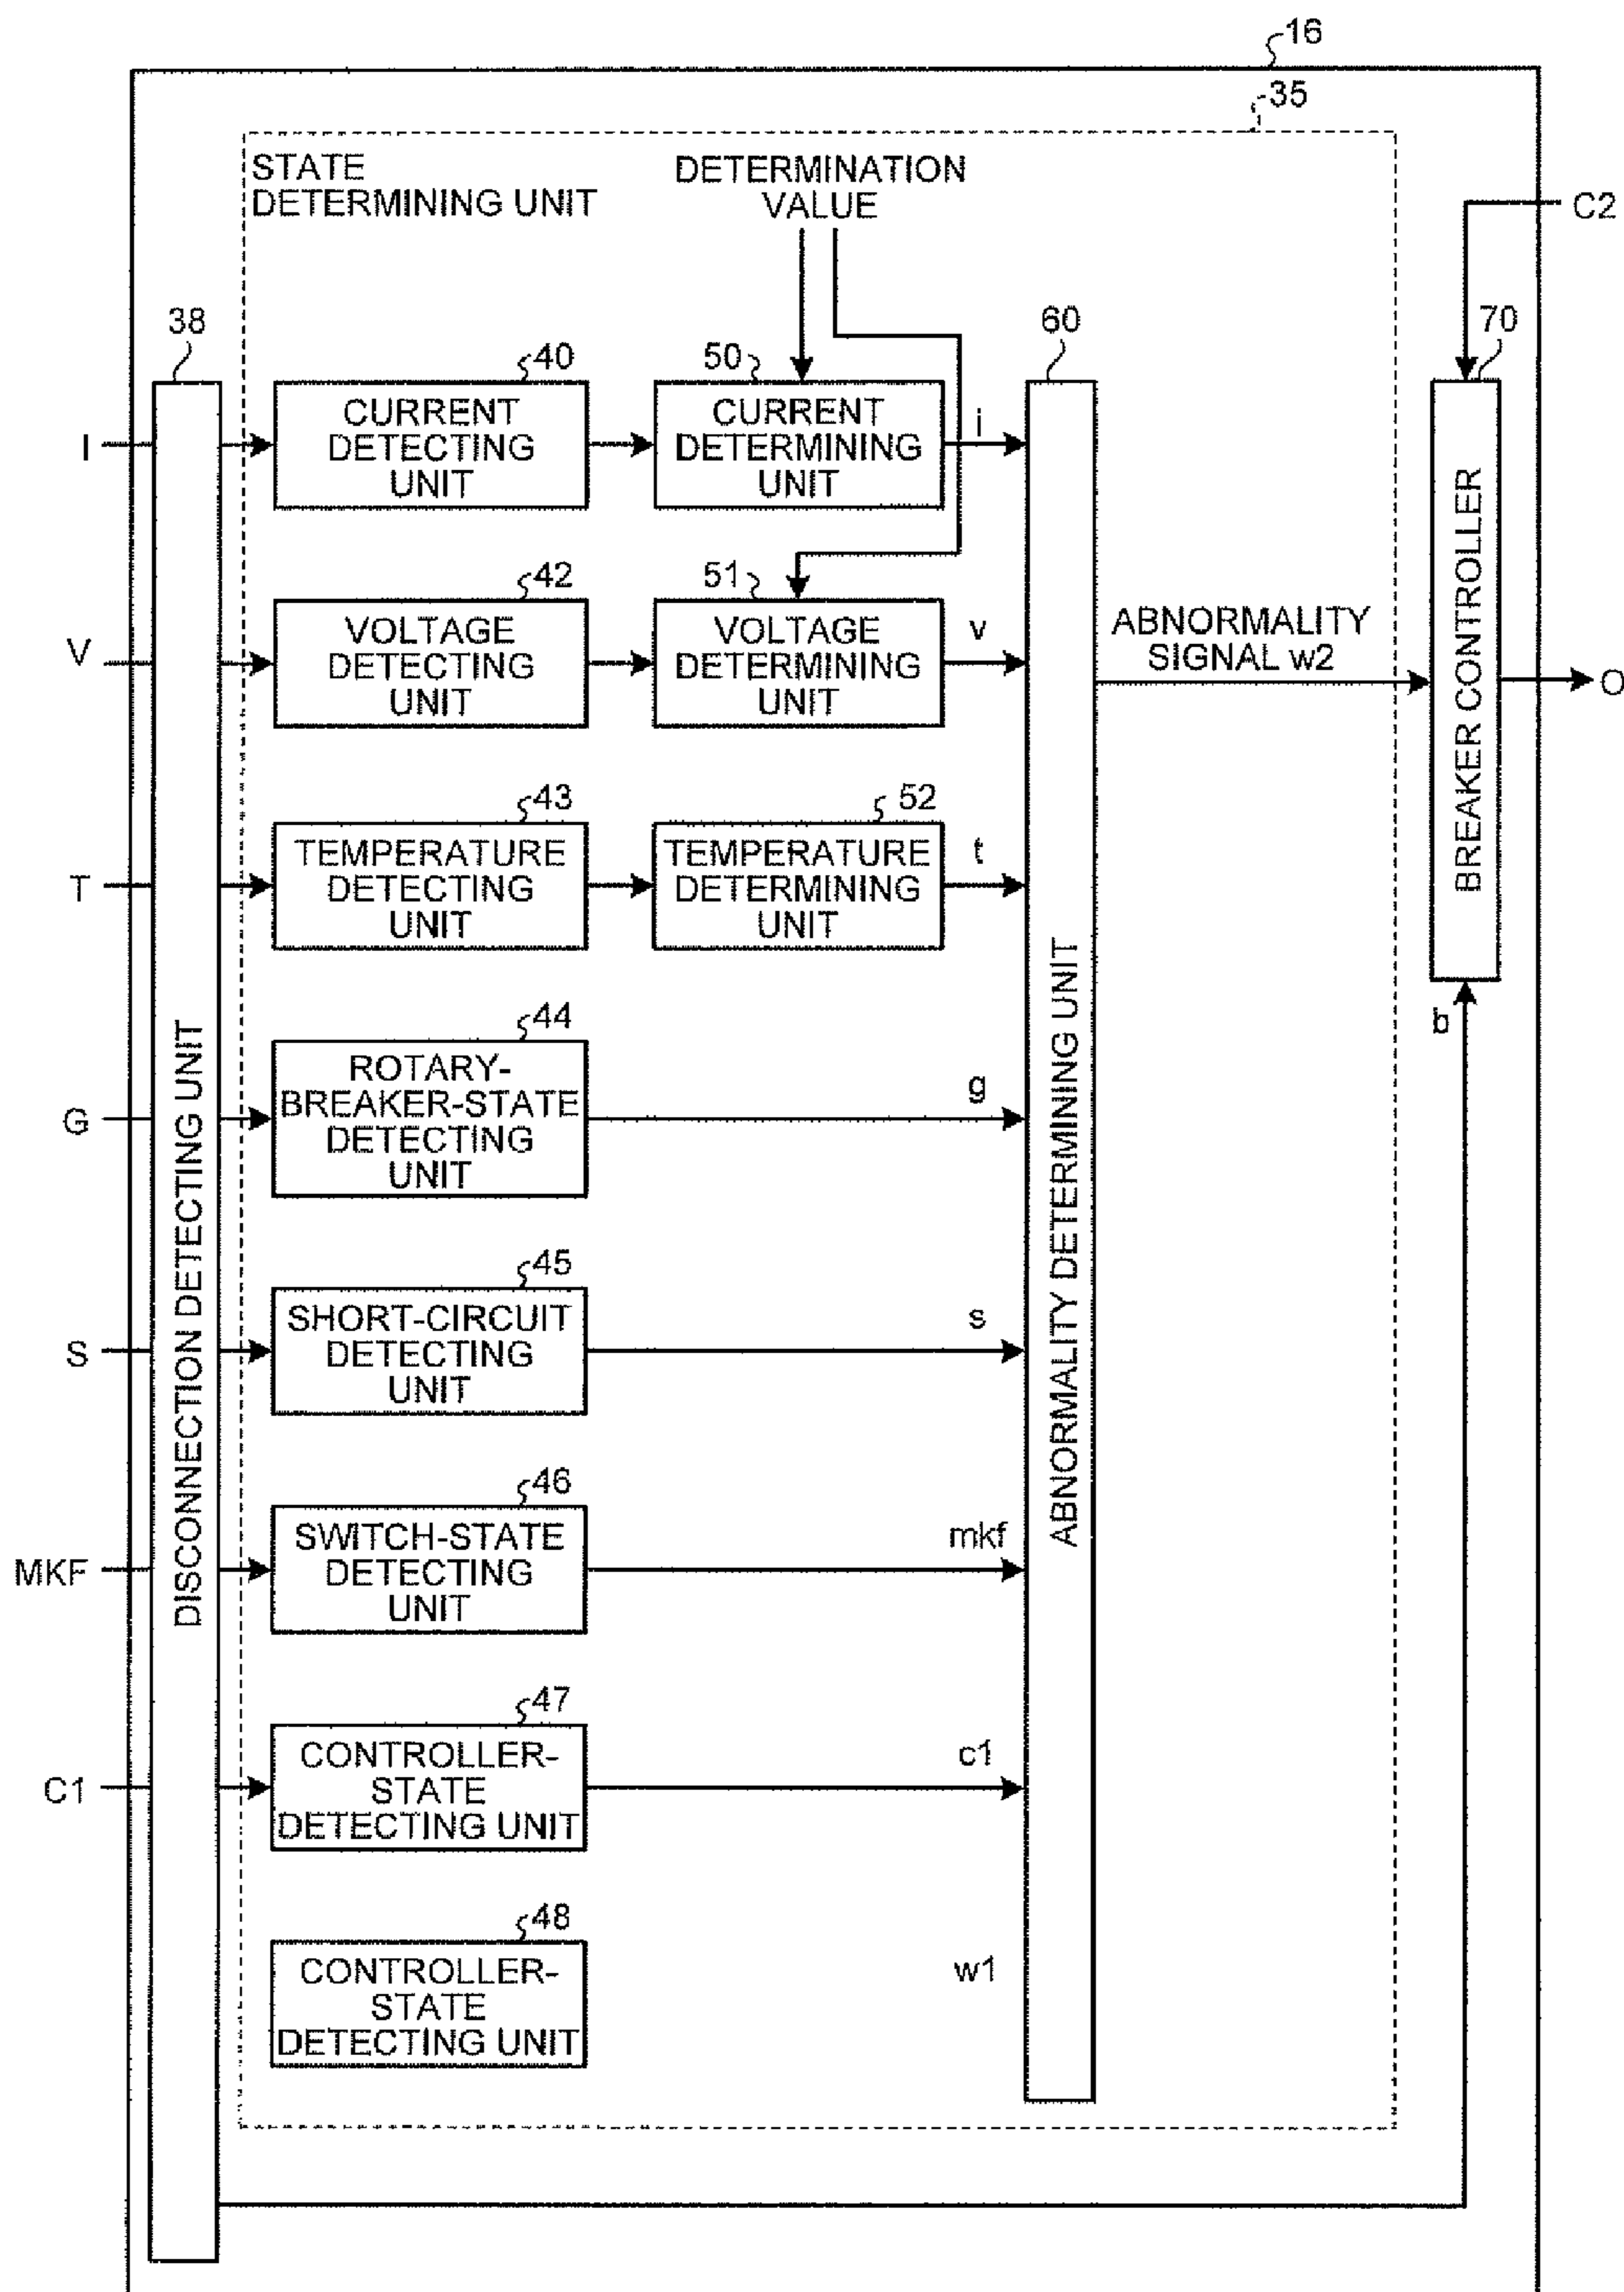 16
35
STATE
DETERMINING UNIT
DETERMINATION
VALUE
C2
38
40
50
60
70
I
CURRENT
DETECTING
UNIT
CURRENT
DETERMINING
UNIT
i
42
51
V
VOLTAGE
DETECTING
UNIT
VOLTAGE
DETERMINING
UNIT
v
ABNORMALITY
SIGNAL w2
BREAKER CONTROLLER
O
43
52
T
TEMPERATURE
DETECTING
UNIT
TEMPERATURE
DETERMINING
UNIT
t
DISCONNECTION DETECTING UNIT
ABNORMALITY DETERMINING UNIT
b
44
G
ROTARY-
BREAKER-STATE
DETECTING
UNIT
g
45
S
SHORT-CIRCUIT
DETECTING
UNIT
s
46
MKF
SWITCH-STATE
DETECTING
UNIT
mkf
47
C1
CONTROLLER-
STATE
DETECTING UNIT
c1
48
CONTROLLER-
STATE
DETECTING UNIT
w1